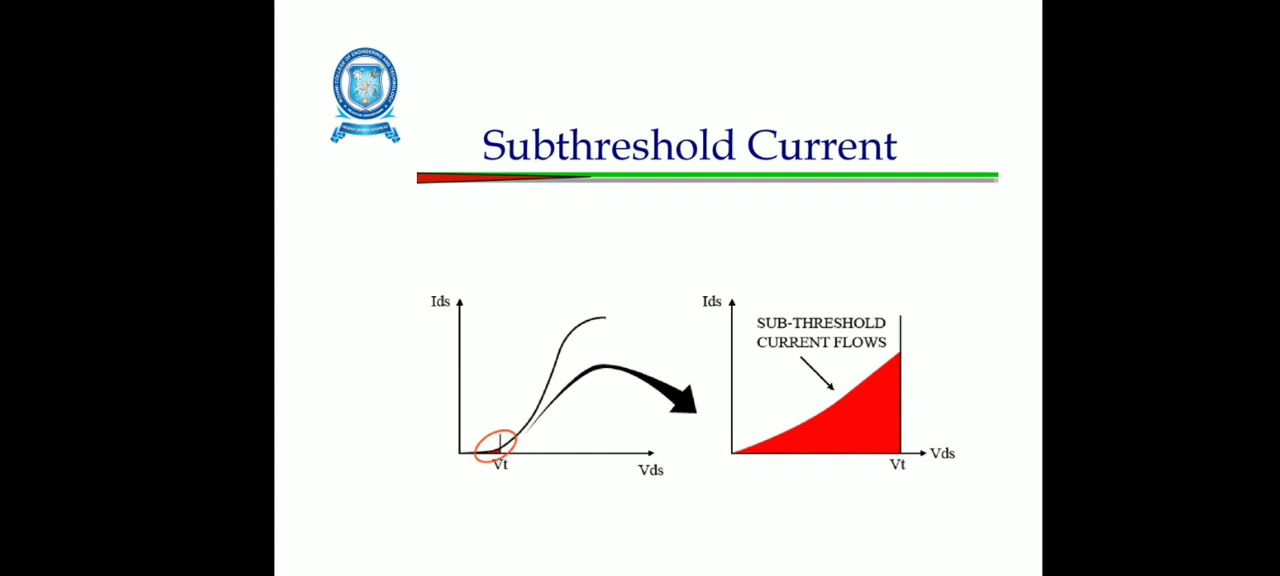 Subthreshold Current
Ids
Vt
Vds
Ids
SUB-THRESHOLD
CURRENT FLOWS
Vt
Vds